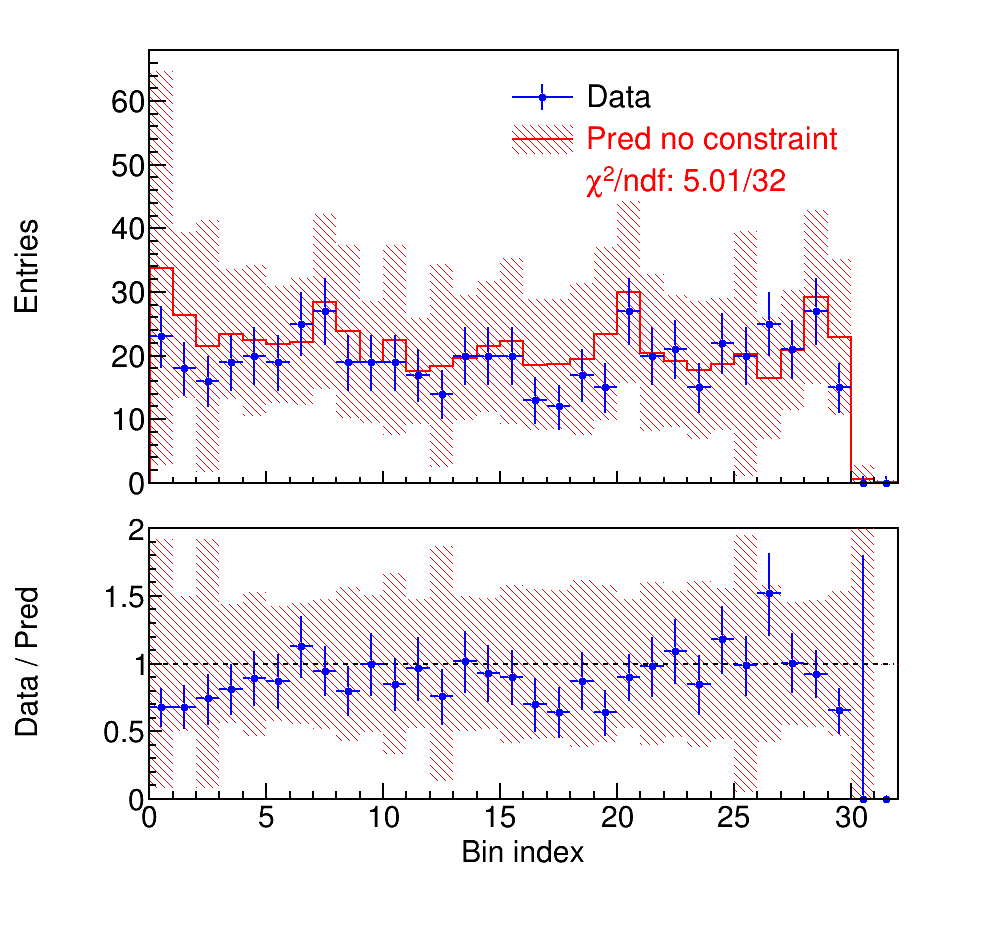 Entries
60
50
40
30
20
10
0
Data
Pred no constraint
χ²/ndf: 5.01/32
Data / Pred
2
1.5
1
0.5
0
0 5 10 15 20 25 30
Bin index